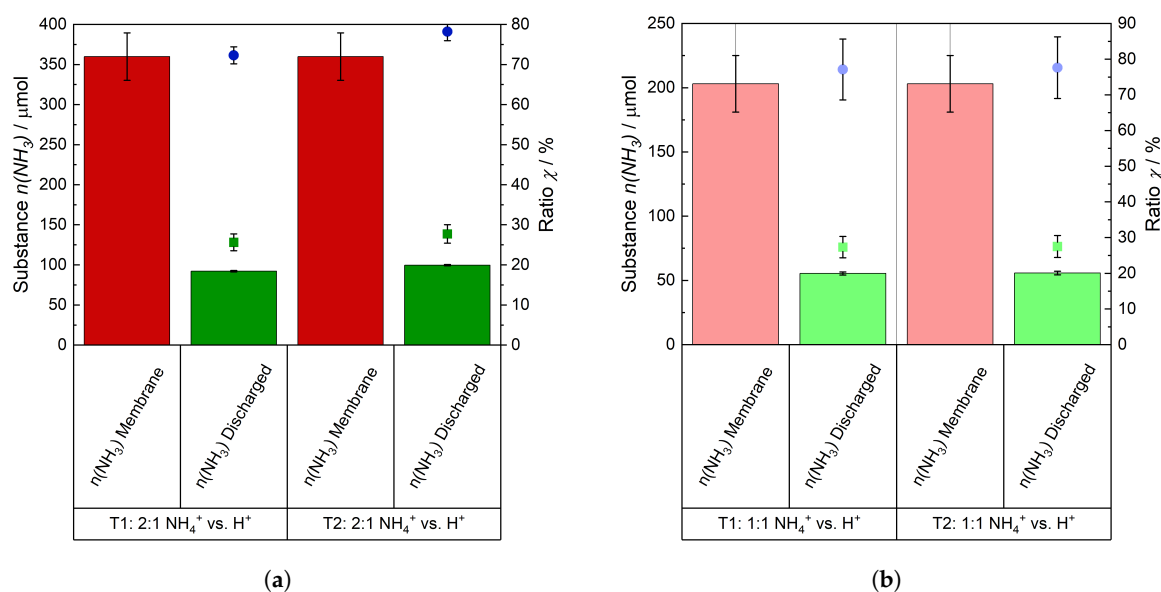 400
350
300
250
200
150
100
50
0
Substance n(NH₃) / μmol
80
70
60
50
40
30
20
10
0
Ratio χ / %
n(NH₃) Membrane
n(NH₃) Discharged
n(NH₃) Membrane
n(NH₃) Discharged
T1: 2:1 NH₄⁺ vs. H⁺
T2: 2:1 NH₄⁺ vs. H⁺
(a)
250
200
150
100
50
0
Substance n(NH₃) / μmol
90
80
70
60
50
40
30
20
10
0
Ratio χ / %
n(NH₃) Membrane
n(NH₃) Discharged
n(NH₃) Membrane
n(NH₃) Discharged
T1: 1:1 NH₄⁺ vs. H⁺
T2: 1:1 NH₄⁺ vs. H⁺
(b)